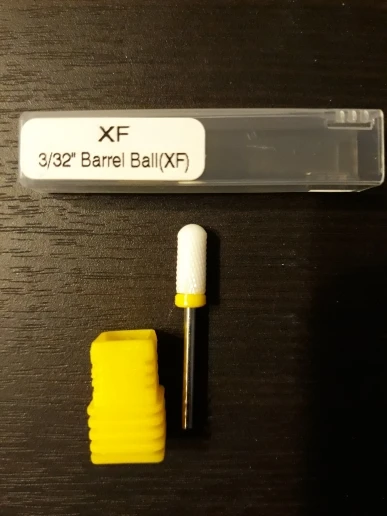 XF
3/32" Barrel Ball(XF)